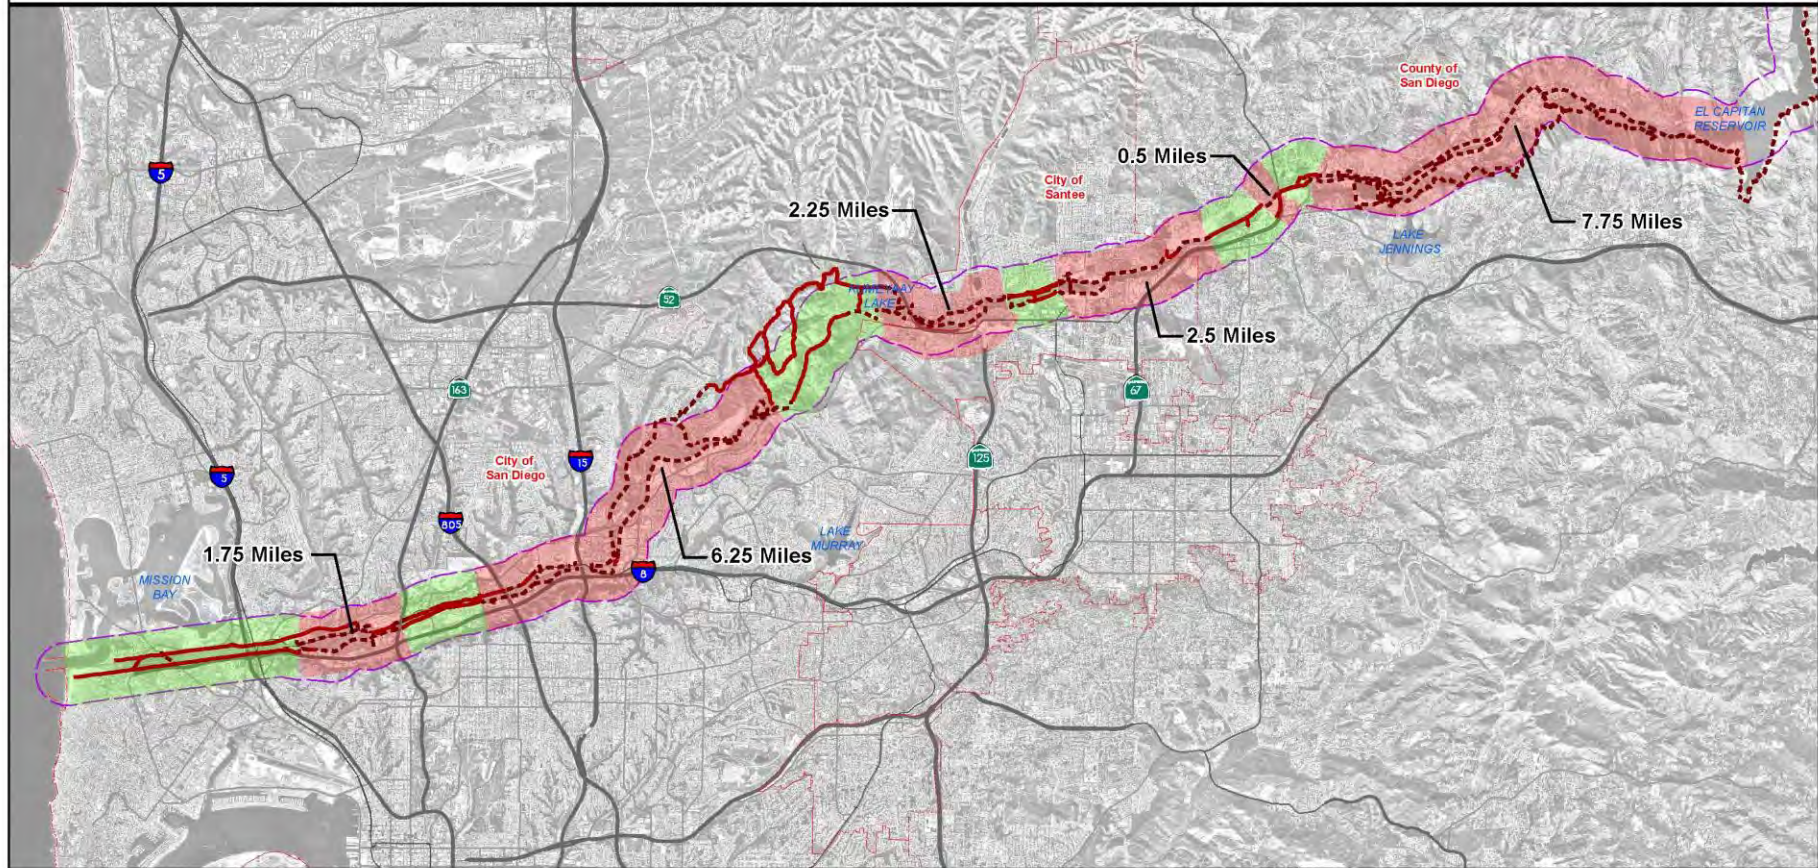 County of
San Diego
EL CAPITAN
RESERVOIR
0.5 Miles
5
City of
Santee
2.25 Miles
7.75 Miles
LAKE
JENNINGS
LAKE
52
2.5 Miles
163
67
125
City of
San Diego
15
5
805
LAKE
MURRAY
1.75 Miles
6.25 Miles
8
MISSION
BAY